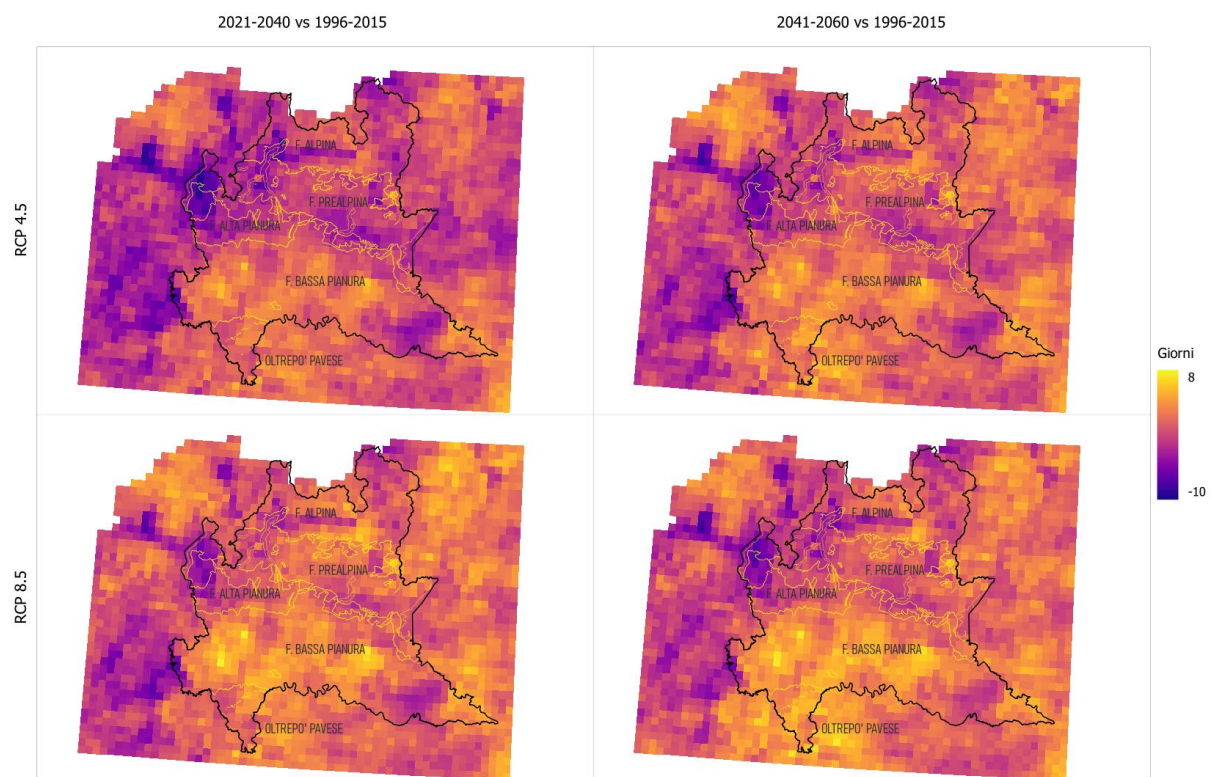 2021-2040 vs 1996-2015
2041-2060 vs 1996-2015
RCP 4.5
F. ALPINA
F. PREALPINA
F. ALTA PIANURA
F. BASSA PIANURA
OLTREPO' PAVESE
F. ALPINA
F. PREALPINA
F. ALTA PIANURA
F. BASSA PIANURA
OLTREPO' PAVESE
Giorni
8
-10
RCP 8.5
F. ALPINA
F. PREALPINA
F. ALTA PIANURA
F. BASSA PIANURA
OLTREPO' PAVESE
F. ALPINA
F. PREALPINA
F. ALTA PIANURA
F. BASSA PIANURA
OLTREPO' PAVESE